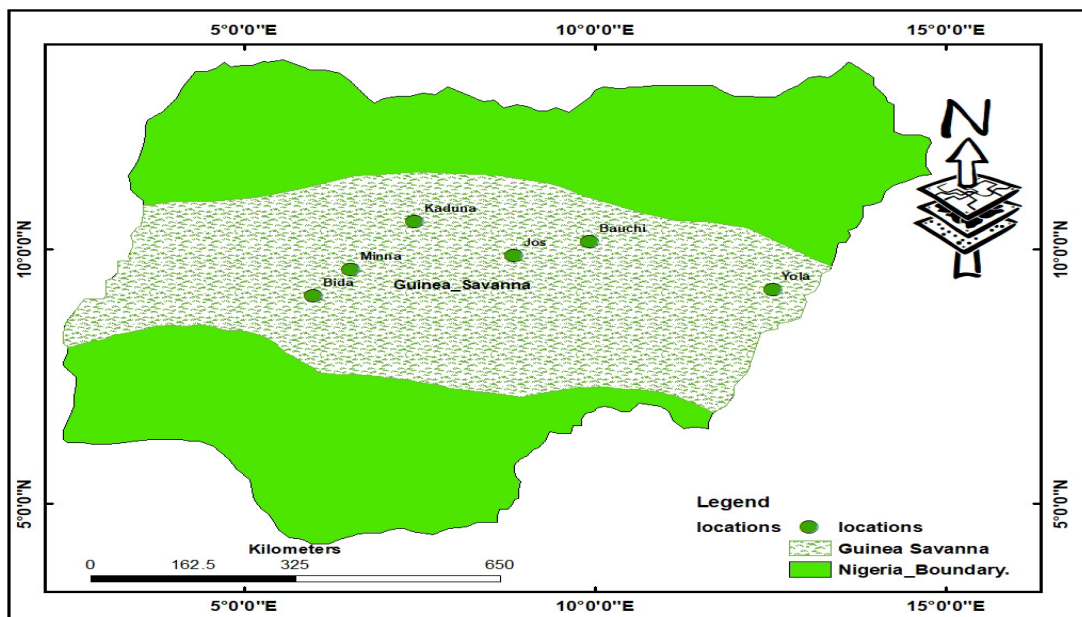 5°0'0"E 10°0'0"E 15°0'0"E
N
Kaduna
Bauchi
Jos
10°0'0"N 10°0'0"N
Minna
Guinea_Savanna
Bida
Yola
5°0'0"N 5°0'0"N
Legend
locations locations
Guinea Savanna
Nigeria_Boundary.
Kilometers
0 162.5 325 650
5°0'0"E 10°0'0"E 15°0'0"E